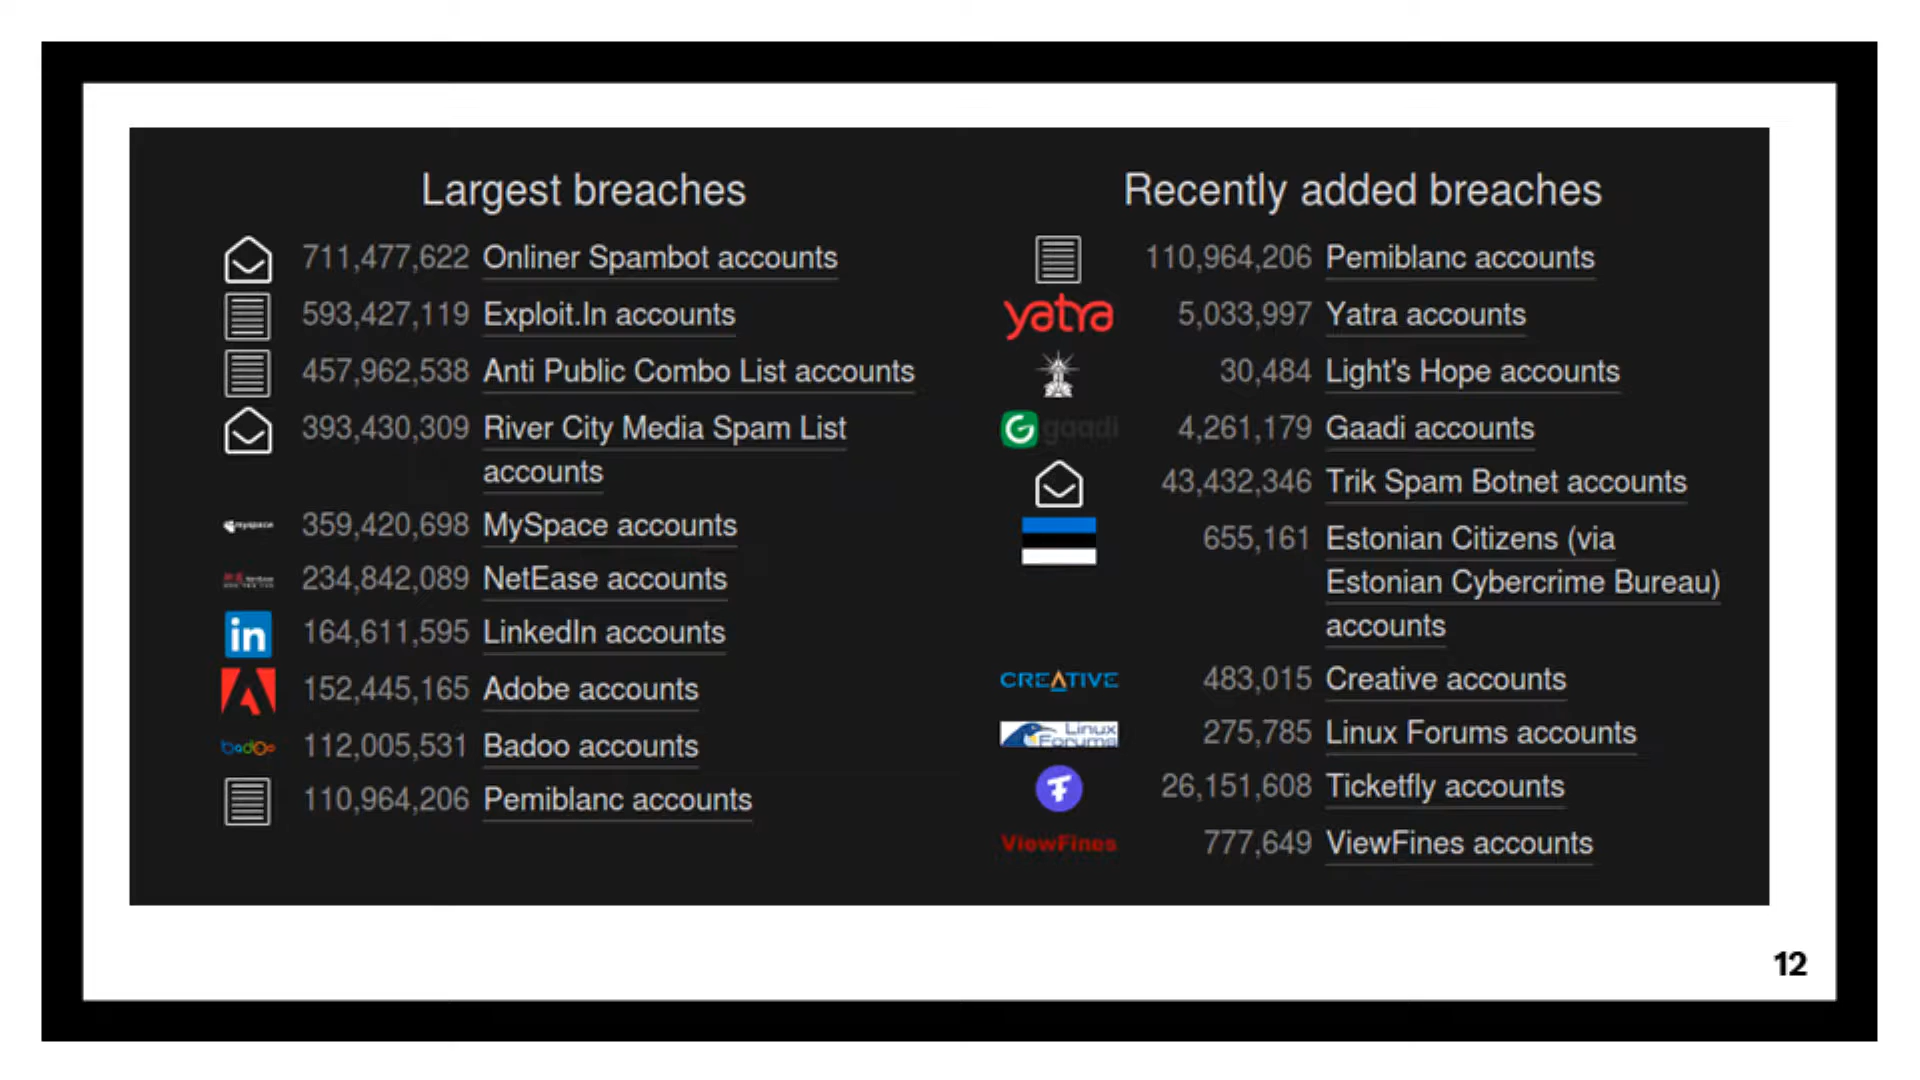 Largest breaches
711,477,622 Onliner Spambot accounts
593,427,119 Exploit.In accounts
457,962,538 Anti Public Combo List accounts
393,430,309 River City Media Spam List
accounts
myspace 359,420,698 MySpace accounts
234,842,089 NetEase accounts
in 164,611,595 LinkedIn accounts
152,445,165 Adobe accounts
badoo 112,005,531 Badoo accounts
110,964,206 Pemiblanc accounts
Recently added breaches
110,964,206 Pemiblanc accounts
yatra 5,033,997 Yatra accounts
30,484 Light's Hope accounts
G gaadi 4,261,179 Gaadi accounts
43,432,346 Trik Spam Botnet accounts
655,161 Estonian Citizens (via
Estonian Cybercrime Bureau)
accounts
CREATIVE 483,015 Creative accounts
Linux
Forums 275,785 Linux Forums accounts
26,151,608 Ticketfly accounts
ViewFines 777,649 ViewFines accounts
12